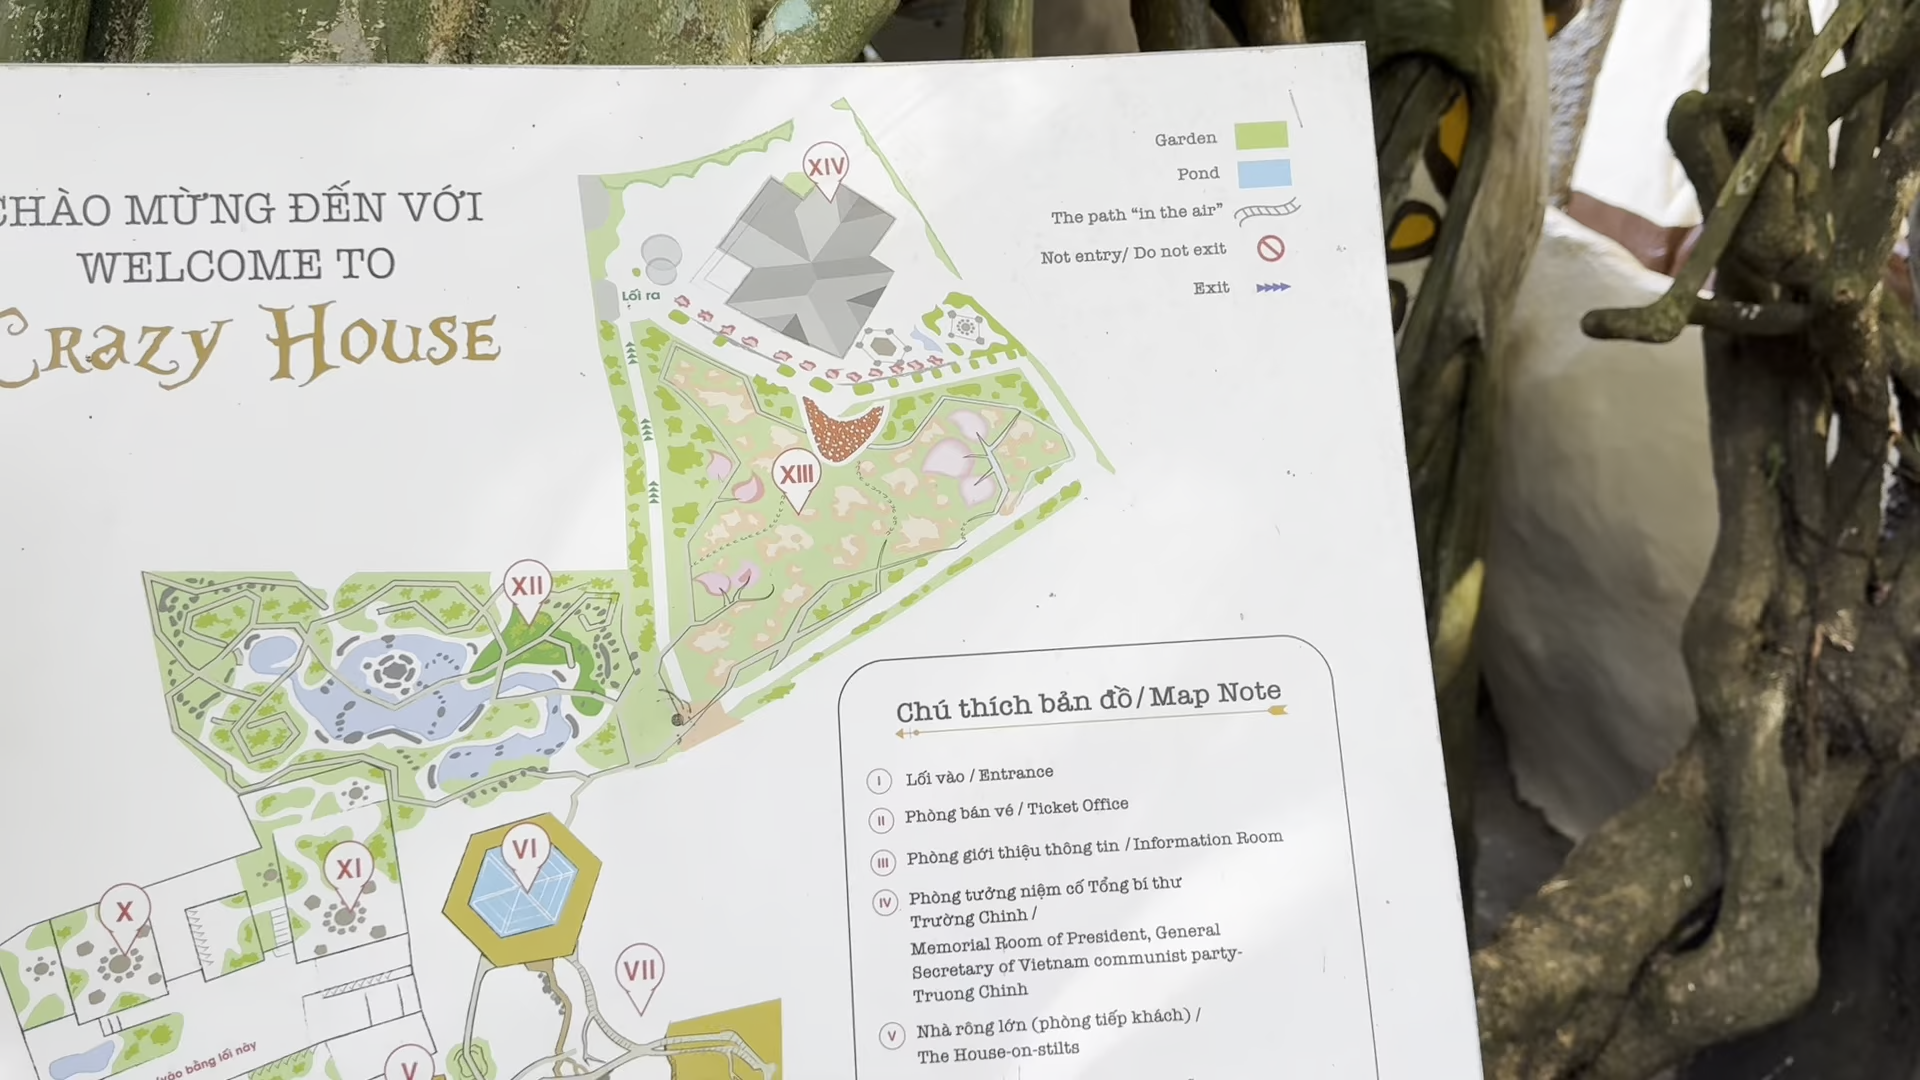 CHÀO MỪNG ĐẾN VỚI
WELCOME TO
CRAZY HOUSE
Garden
Pond
The path “in the air”
Not entry/ Do not exit
Exit
XIV
Lối ra
XIII
XII
XI
X
VI
VII
V
vào bằng lối này
Chú thích bản đồ/Map Note
I Lối vào / Entrance
II Phòng bán vé / Ticket Office
III Phòng giới thiệu thông tin / Information Room
IV Phòng tưởng niệm cố Tổng bí thư
Trường Chinh /
Memorial Room of President, General
Secretary of Vietnam communist party-
Truong Chinh
V Nhà rông lớn (phòng tiếp khách) /
The House-on-stilts